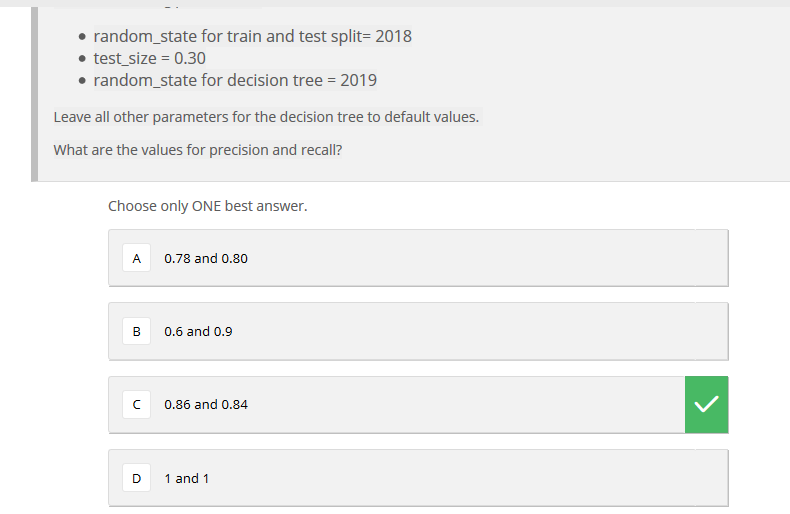 random_state for train and test split= 2018
test_size = 0.30
random_state for decision tree = 2019
Leave all other parameters for the decision tree to default values.
What are the values for precision and recall?
Choose only ONE best answer.
A 0.78 and 0.80
B 0.6 and 0.9
C 0.86 and 0.84
D 1 and 1